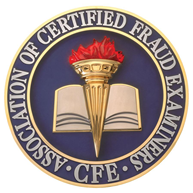 ASSOCIATION OF CERTIFIED FRAUD EXAMINERS
· CFE ·